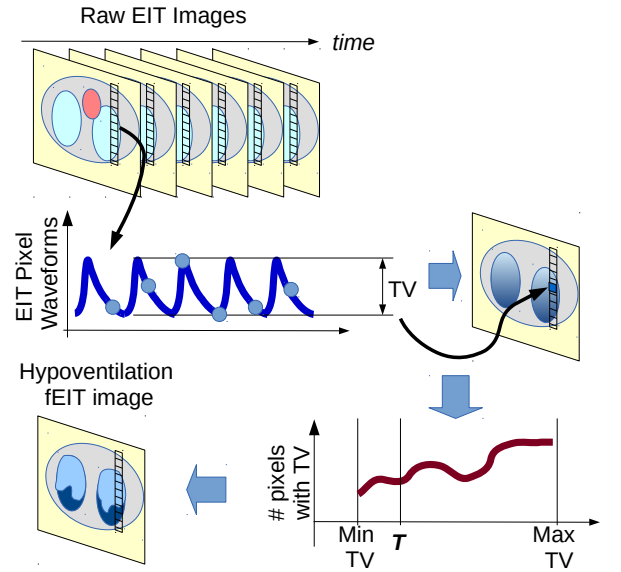 Raw EIT Images
time
EIT Pixel
Waveforms
TV
Hypoventilation
fEIT image
# pixels
with TV
Min
TV
T
Max
TV